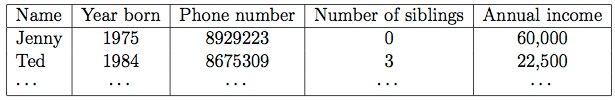 Name Year born Phone number Number of siblings Annual income
Jenny 1975 8929223 0 60,000
Ted 1984 8675309 3 22,500
... ... ... ... ...